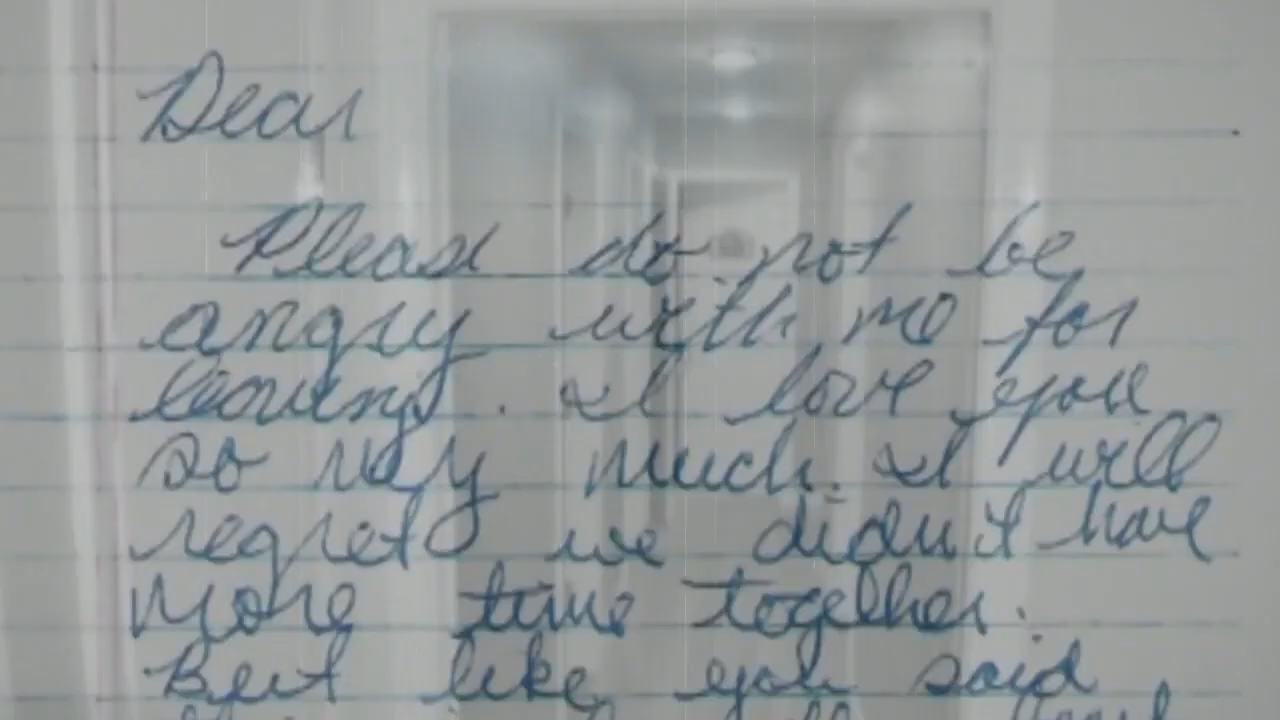 Dear
Please do not be
angry with me for
leaving. I love you
so very much. I will
regret we didn't have
more time together.
But like you said